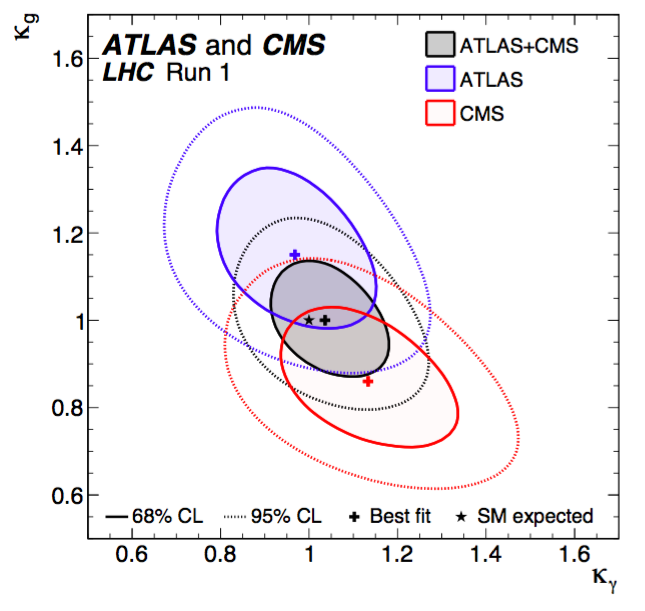 κg
ATLAS and CMS
LHC Run 1
ATLAS+CMS
ATLAS
CMS
1.6
1.4
1.2
1
0.8
0.6
68% CL 95% CL Best fit SM expected
0.6 0.8 1 1.2 1.4 1.6
κγ